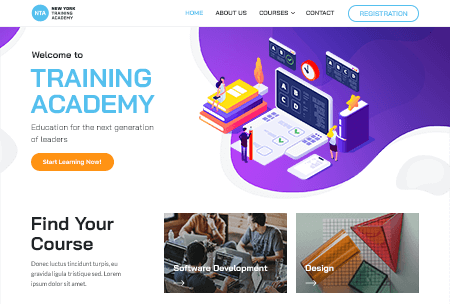 NTA
NEW YORK
TRAINING
ACADEMY
HOME
ABOUT US
COURSES
CONTACT
REGISTRATION
Welcome to
TRAINING
ACADEMY
Education for the next generation
of leaders
Start Learning Now!
A B
C D
Find Your
Course
Donec luctus tincidunt turpis, eu
gravida ligula tristique sed. Lorem
ipsum dolor sit amet.
Software Development
Design